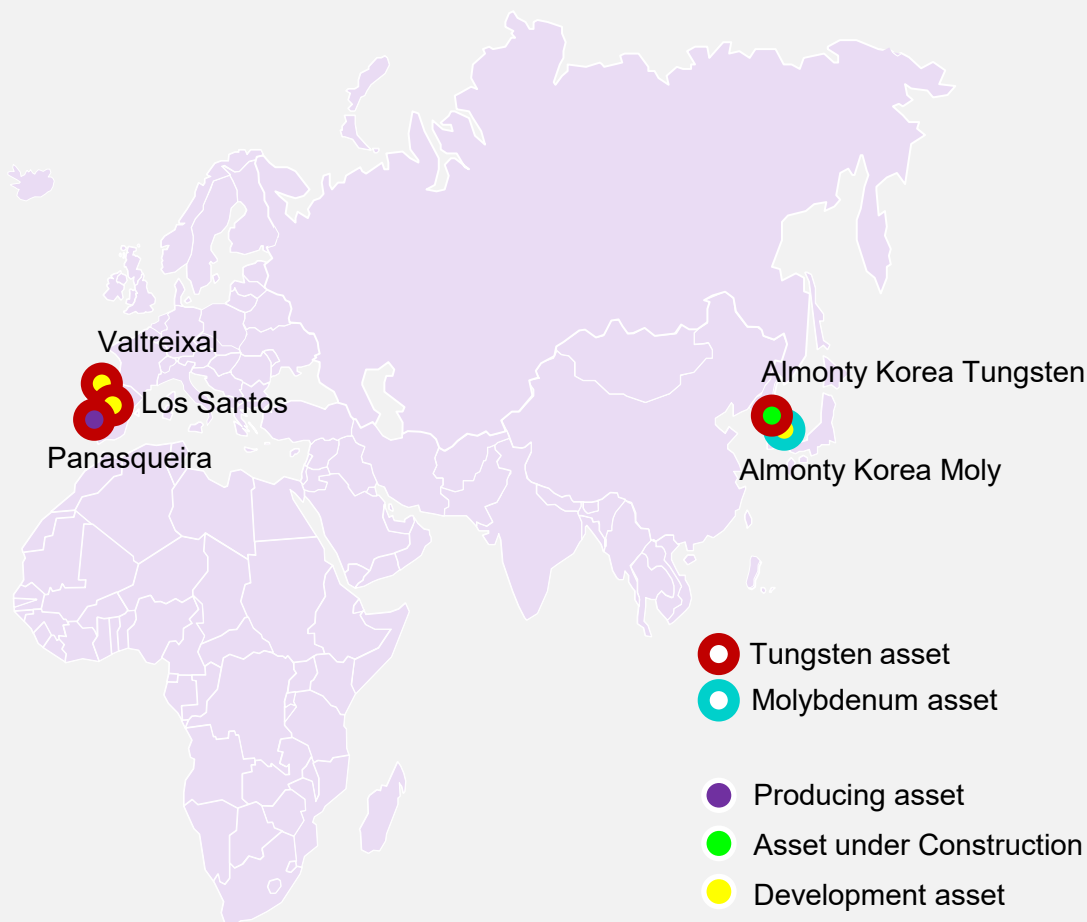 Valtreixal
Almonty Korea Tungsten
Los Santos
Panasqueira
Almonty Korea Moly
Tungsten asset
Molybdenum asset
Producing asset
Asset under Construction
Development asset